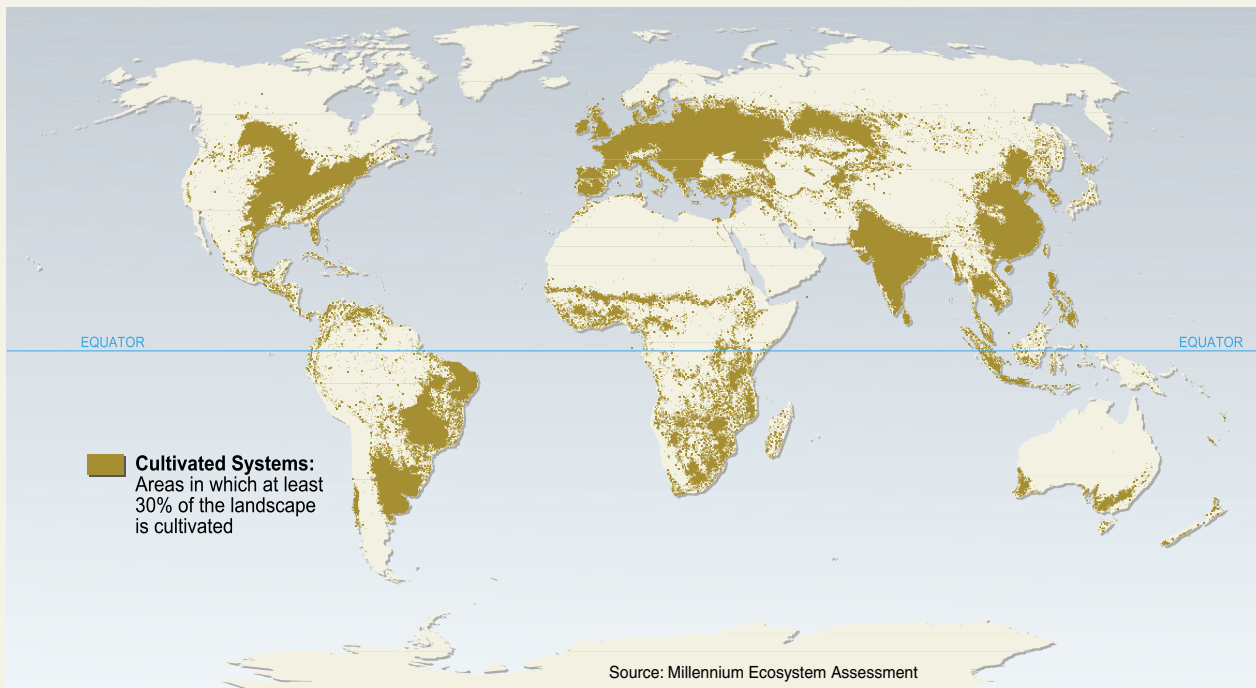 EQUATOR
EQUATOR
Cultivated Systems:
Areas in which at least
30% of the landscape
is cultivated
Source: Millennium Ecosystem Assessment